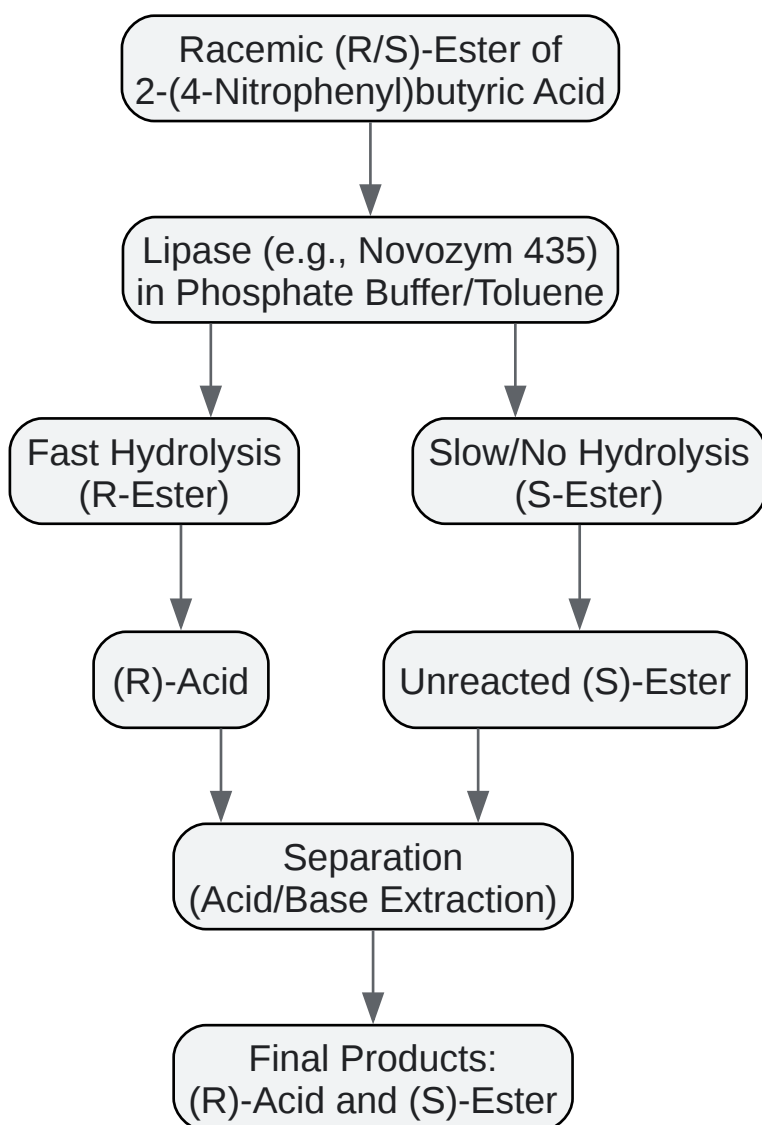 Racemic (R/S)-Ester of
2-(4-Nitrophenyl)butyric Acid
Lipase (e.g., Novozym 435)
in Phosphate Buffer/Toluene
Fast Hydrolysis
(R-Ester)
Slow/No Hydrolysis
(S-Ester)
(R)-Acid
Unreacted (S)-Ester
Separation
(Acid/Base Extraction)
Final Products:
(R)-Acid and (S)-Ester